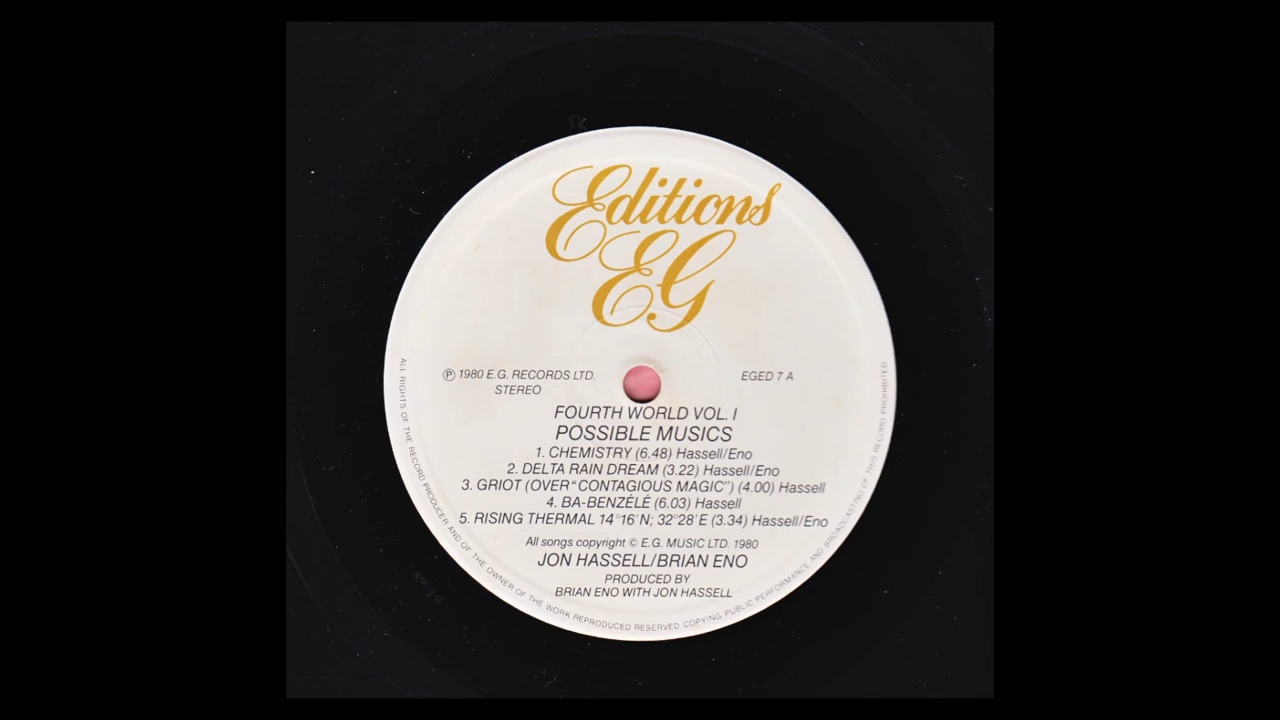 Editions
EG
℗ 1980 E.G. RECORDS LTD.
STEREO
EGED 7 A
FOURTH WORLD VOL. I
POSSIBLE MUSICS
1. CHEMISTRY (6.48) Hassell/Eno
2. DELTA RAIN DREAM (3.22) Hassell/Eno
3. GRIOT (OVER “CONTAGIOUS MAGIC”) (4.00) Hassell
4. BA-BENZÉLÉ (6.03) Hassell
5. RISING THERMAL 14°16′N; 32°28′E (3.34) Hassell/Eno
All songs copyright © E.G. MUSIC LTD. 1980
JON HASSELL/BRIAN ENO
PRODUCED BY
BRIAN ENO WITH JON HASSELL
ALL RIGHTS OF THE RECORD PRODUCER AND OF THE OWNER OF THE WORK REPRODUCED RESERVED. COPYING, PUBLIC PERFORMANCE AND BROADCASTING OF THIS RECORD PROHIBITED